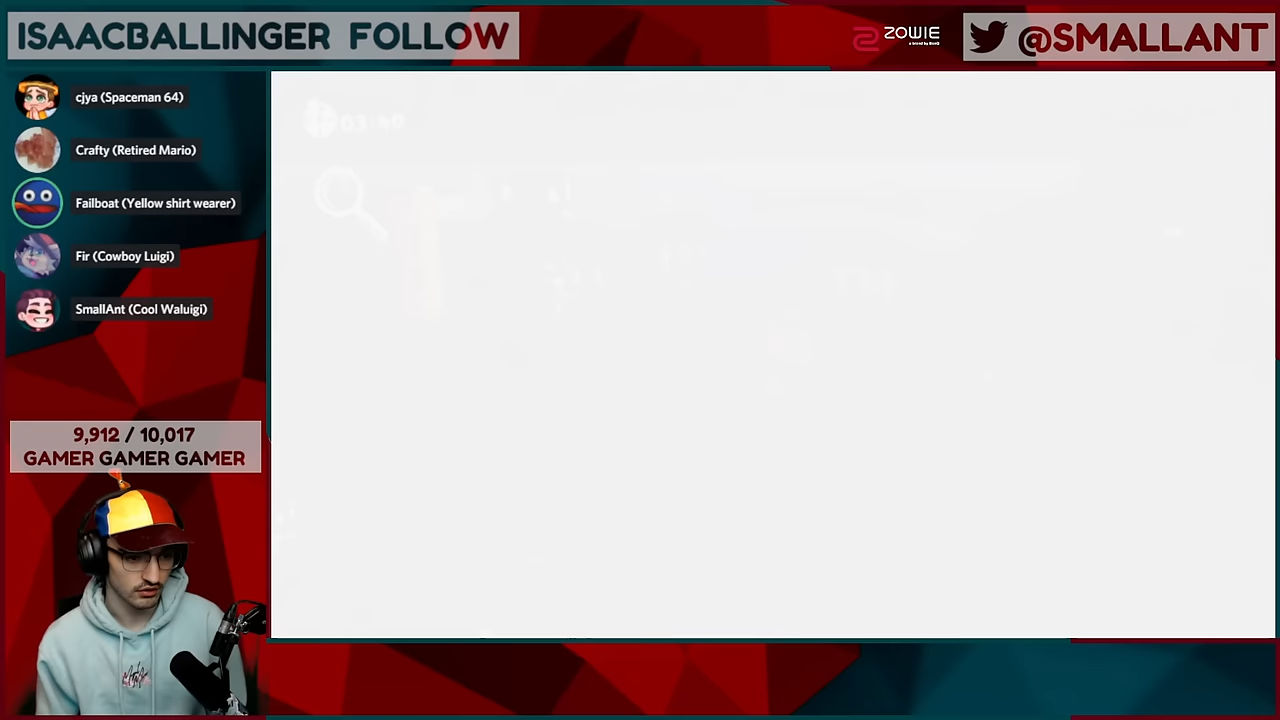 ISAACBALLINGER FOLLOW
ZOWIE
@SMALLANT
cjya (Spaceman 64)
Crafty (Retired Mario)
Failboat (Yellow shirt wearer)
Fir (Cowboy Luigi)
SmallAnt (Cool Waluigi)
9,912 / 10,017
GAMER GAMER GAMER